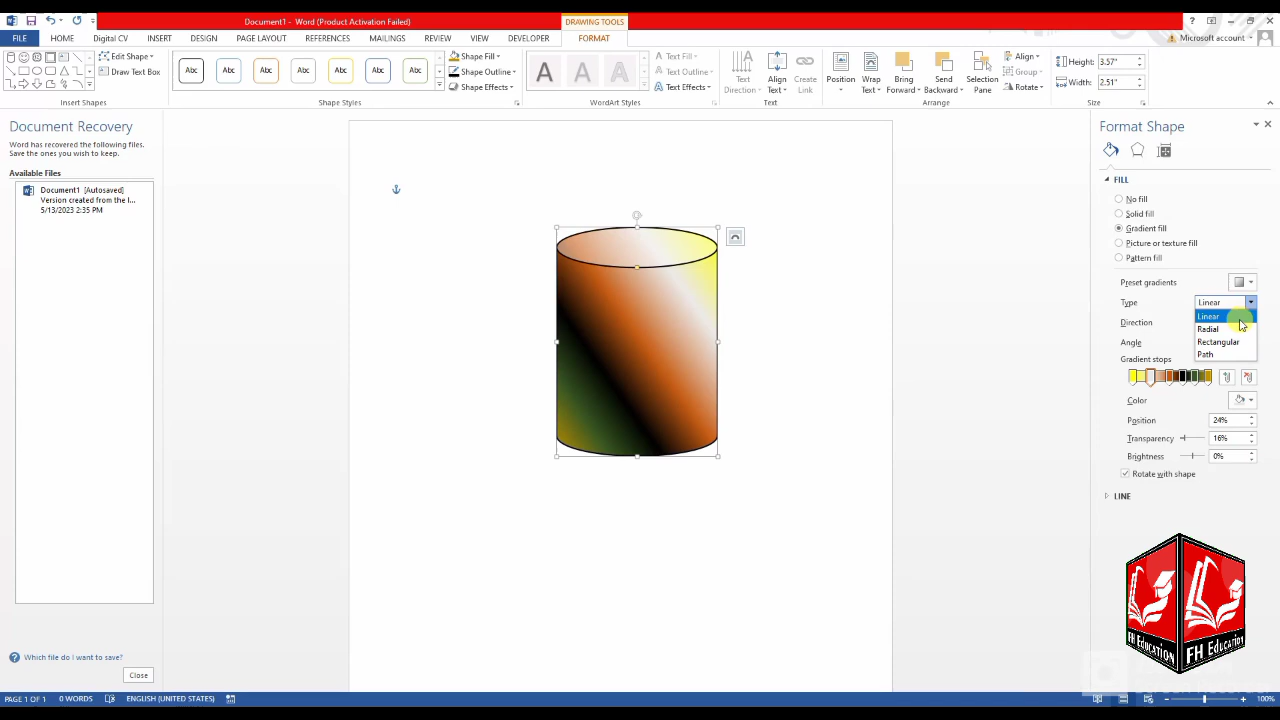 Document1 - Word (Product Activation Failed)
DRAWING TOOLS
FILE HOME Digital CV INSERT DESIGN PAGE LAYOUT REFERENCES MAILINGS REVIEW VIEW DEVELOPER FORMAT
Microsoft account
Edit Shape
Draw Text Box
Insert Shapes
Abc Abc Abc Abc Abc Abc Abc
Shape Styles
Shape Fill
Shape Outline
Shape Effects
A A A
WordArt Styles
Text Fill
Text Outline
Text Effects
Text Direction
Align Text
Create Link
Text
Position
Wrap Text
Bring Forward
Send Backward
Selection Pane
Align
Group
Rotate
Arrange
Height: 3.57"
Width: 2.51"
Size
Document Recovery
Word has recovered the following files.
Save the ones you wish to keep.
Available Files
Document1 [Autosaved]
Version created from the l...
5/13/2023 2:35 PM
Which file do I want to save?
Close
Format Shape
FILL
No fill
Solid fill
Gradient fill
Picture or texture fill
Pattern fill
Preset gradients
Type Linear
Linear
Radial
Rectangular
Path
Direction
Angle
Gradient stops
Color
Position 24%
Transparency 16%
Brightness 0%
Rotate with shape
LINE
FH Education
FH Education
PAGE 1 OF 1 0 WORDS ENGLISH (UNITED STATES)
100%